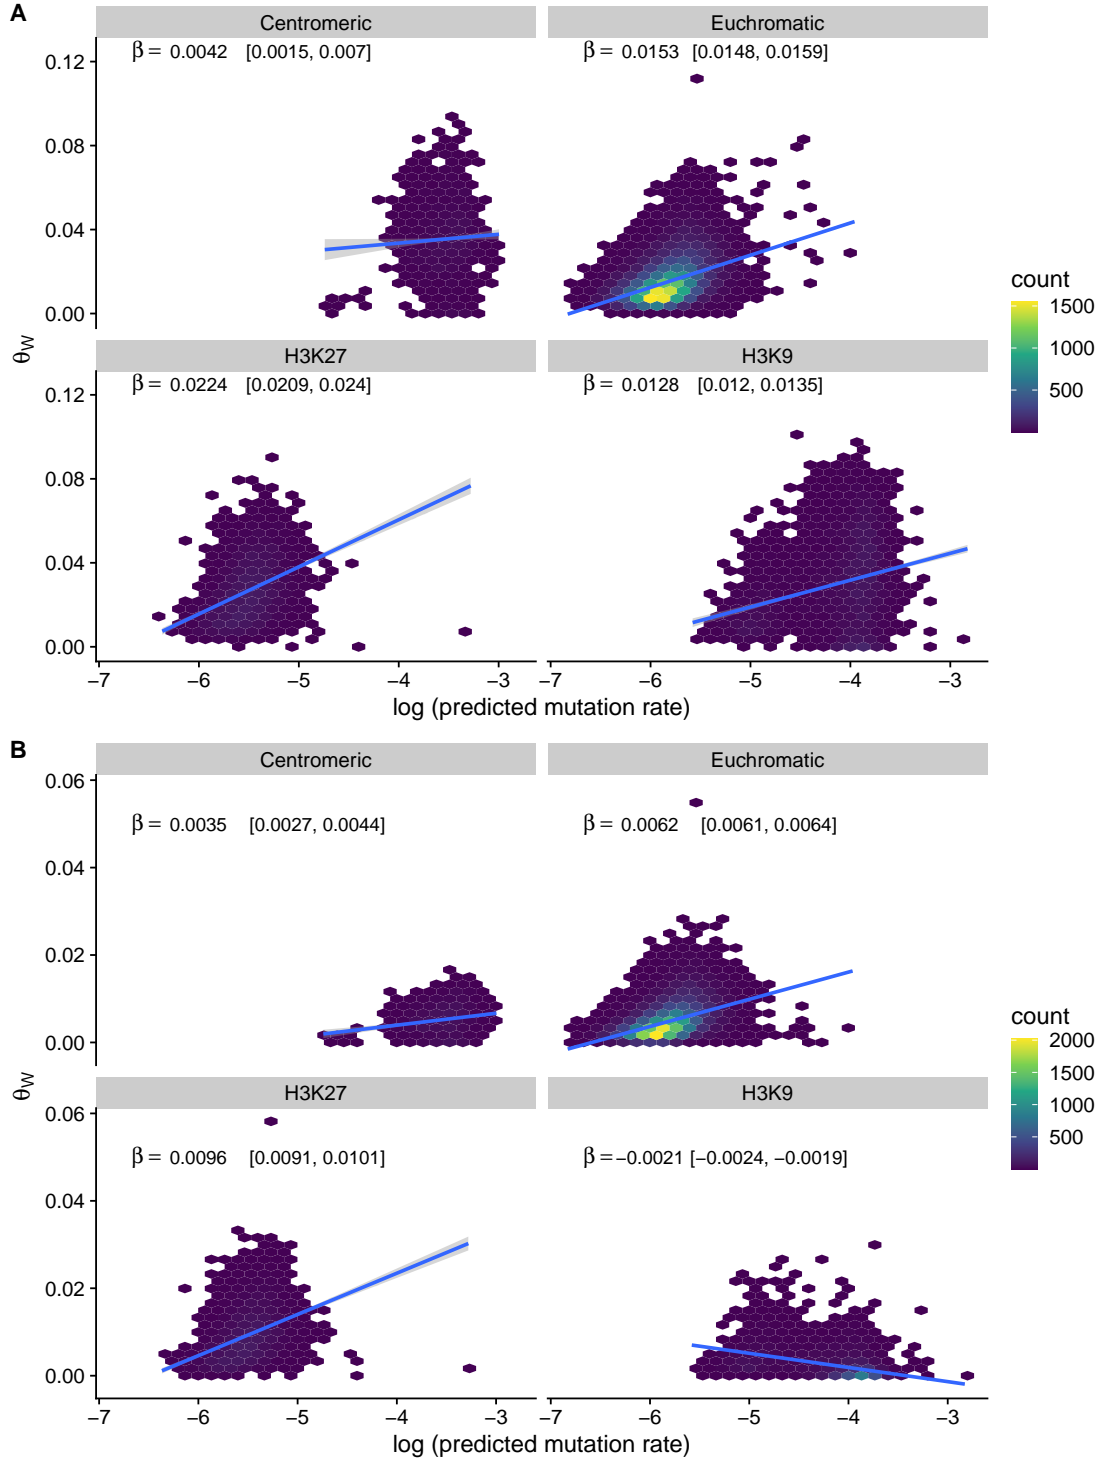 A
Centromeric Euchromatic
β = 0.0042 [0.0015, 0.007] β = 0.0153 [0.0148, 0.0159]
0.12
0.08
0.04
0.00
θW
H3K27 H3K9
β = 0.0224 [0.0209, 0.024] β = 0.0128 [0.012, 0.0135]
0.12
0.08
0.04
0.00
−7 −6 −5 −4 −3 −7 −6 −5 −4 −3
log (predicted mutation rate)
count
1500
1000
500
B
Centromeric Euchromatic
0.06
β = 0.0035 [0.0027, 0.0044] β = 0.0062 [0.0061, 0.0064]
0.04
0.02
0.00
θW
H3K27 H3K9
0.06
β = 0.0096 [0.0091, 0.0101] β =−0.0021 [−0.0024, −0.0019]
0.04
0.02
0.00
−7 −6 −5 −4 −3 −7 −6 −5 −4 −3
log (predicted mutation rate)
count
2000
1500
1000
500